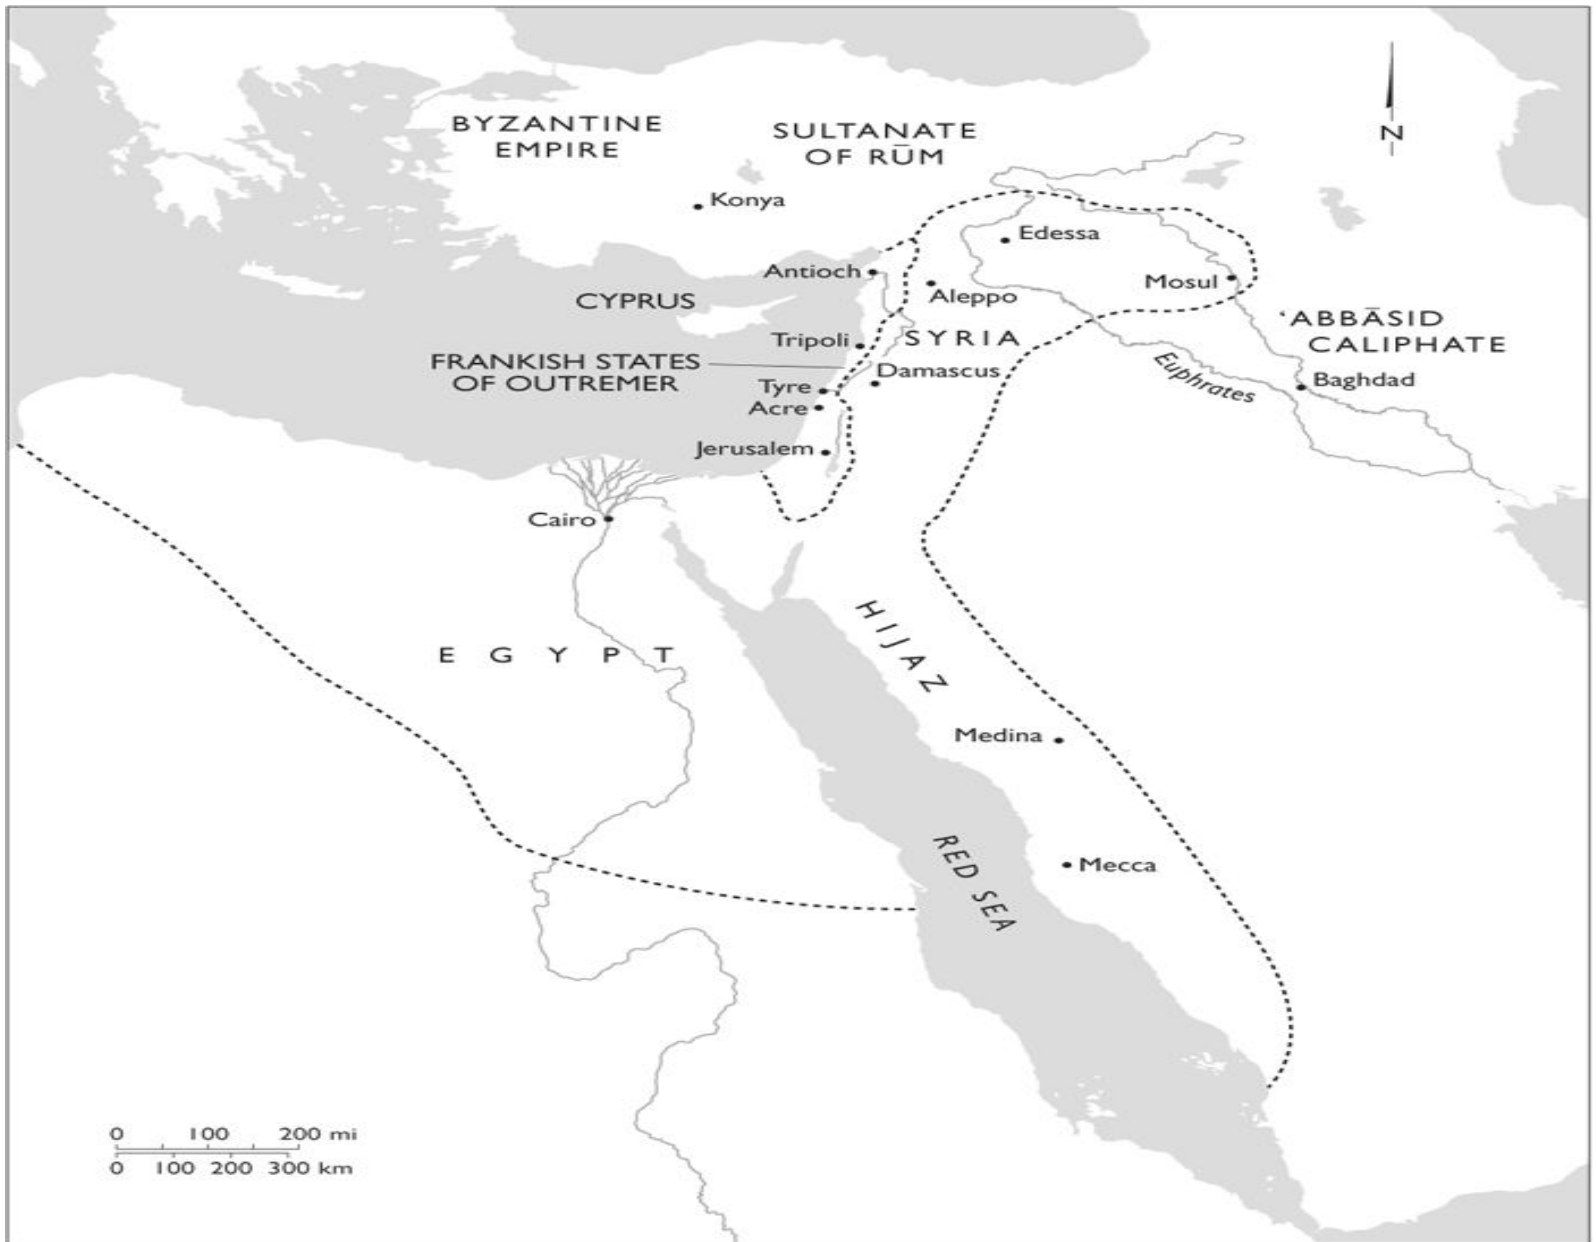 BYZANTINE
EMPIRE
SULTANATE
OF RŪM
N
Konya
Edessa
Antioch
Mosul
Aleppo
CYPRUS
‘ABBĀSID
CALIPHATE
Tripoli
SYRIA
FRANKISH STATES
OF OUTREMER
Damascus
Euphrates
Baghdad
Tyre
Acre
Jerusalem
Cairo
HIJAZ
EGYPT
Medina
RED SEA
Mecca
0 100 200 mi
0 100 200 300 km